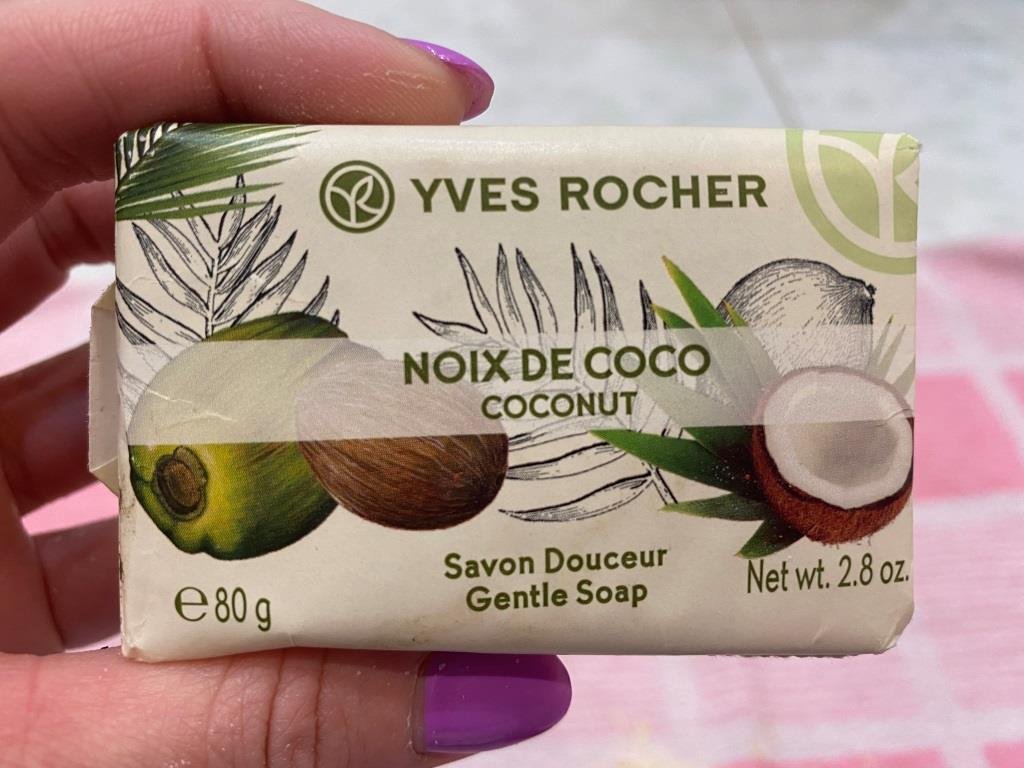 YVES ROCHER
NOIX DE COCO
COCONUT
Savon Douceur
Gentle Soap
℮ 80 g
Net wt. 2.8 oz.